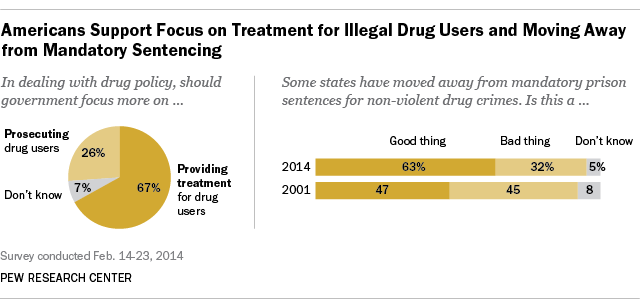 Americans Support Focus on Treatment for Illegal Drug Users and Moving Away
from Mandatory Sentencing
In dealing with drug policy, should
government focus more on ...
Prosecuting
drug users
26%
Don't know
7%
67%
Providing
treatment
for drug
users
Some states have moved away from mandatory prison
sentences for non-violent drug crimes. Is this a ...
Good thing
Bad thing
Don't know
2014
63%
32%
5%
2001
47
45
8
Survey conducted Feb. 14-23, 2014
PEW RESEARCH CENTER